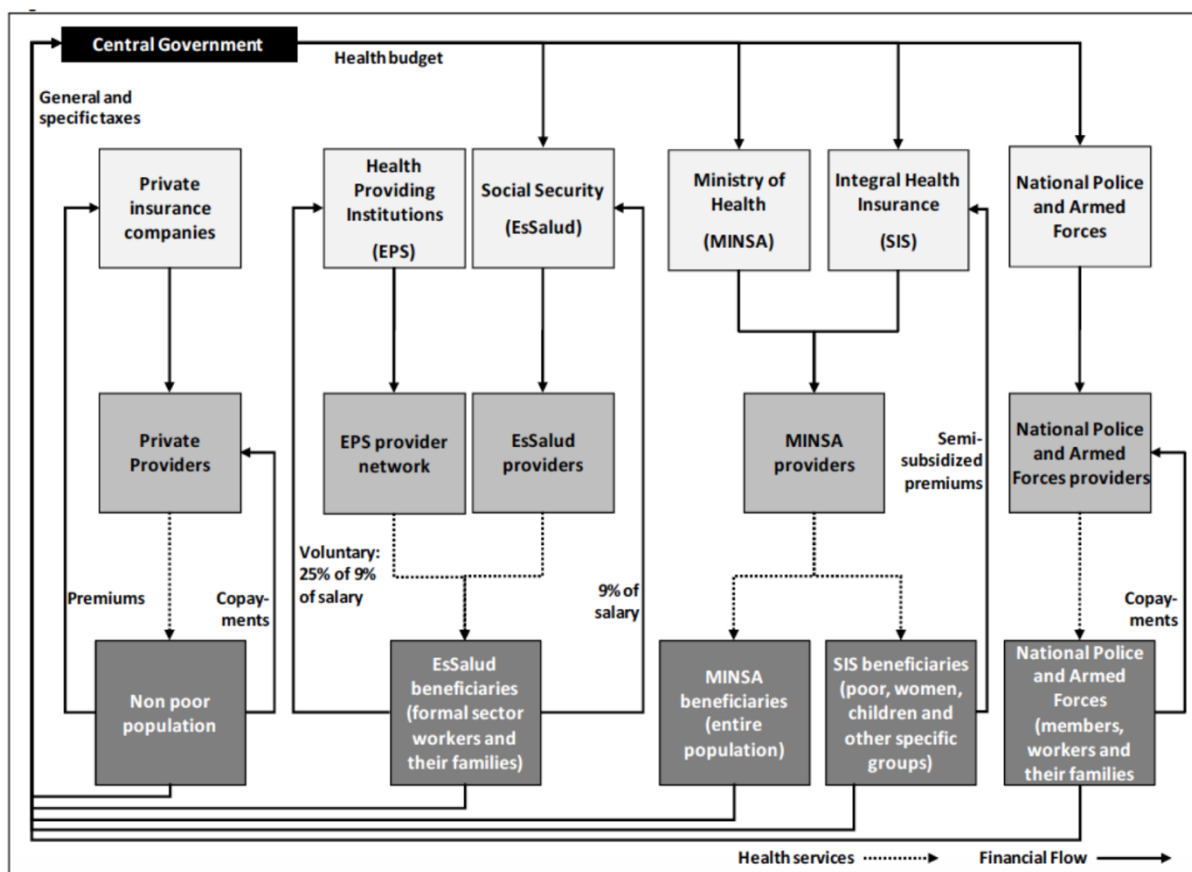 Central Government
Health budget
General and
specific taxes
Private
insurance
companies
Health
Providing
Institutions
(EPS)
Social Security
(EsSalud)
Ministry of
Health
(MINSA)
Integral Health
Insurance
(SIS)
National Police
and Armed
Forces
Private
Providers
EPS provider
network
EsSalud
providers
MINSA
providers
Semi-
subsidized
premiums
National Police
and Armed
Forces providers
Premiums
Copay-
ments
Voluntary:
25% of 9%
of salary
9% of
salary
Copay-
ments
Non poor
population
EsSalud
beneficiaries
(formal sector
workers and
their families)
MINSA
beneficiaries
(entire
population)
SIS beneficiaries
(poor, women,
children and
other specific
groups)
National Police
and Armed
Forces
(members,
workers and
their families
Health services
Financial Flow